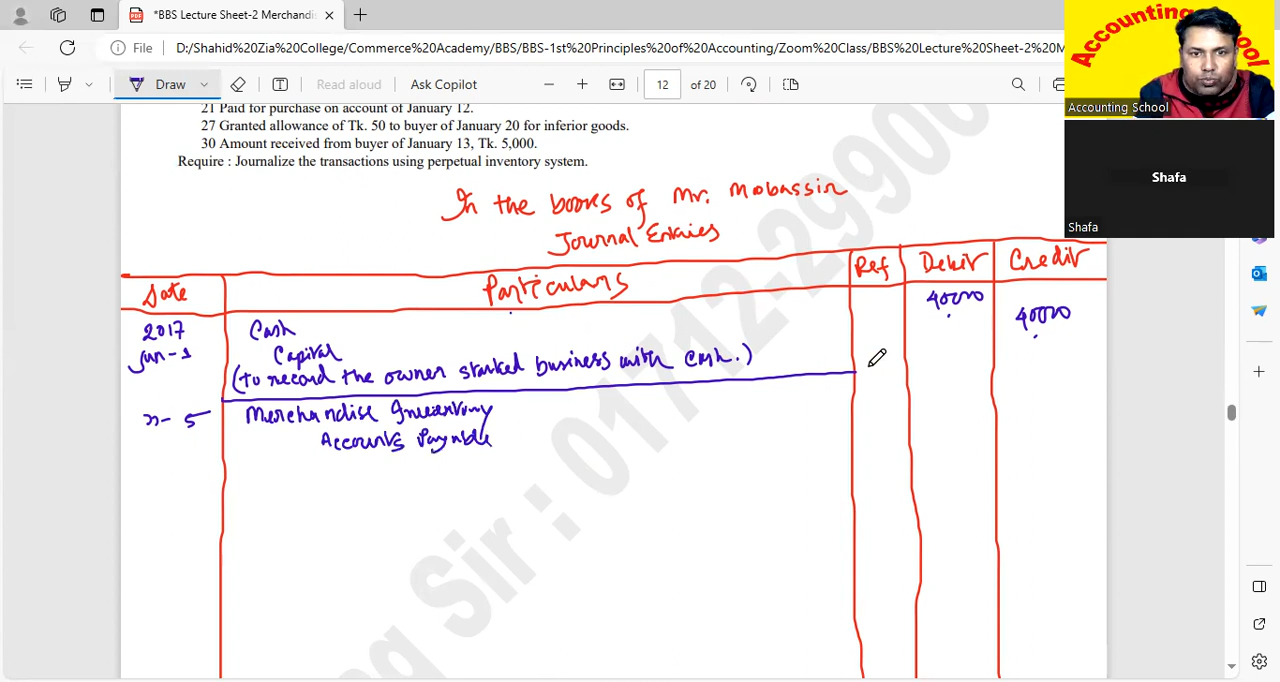 *BBS Lecture Sheet-2 Merchandis
File
D:/Shahid%20Zia%20College/Commerce%20Academy/BBS/BBS-1st%20Principles%20of%20Accounting/Zoom%20Class/BBS%20Lecture%20Sheet-2%20M
Draw
Read aloud
Ask Copilot
12 of 20
Accounting School
Accounting School
Shafa
Shafa
21 Paid for purchase on account of January 12.
27 Granted allowance of Tk. 50 to buyer of January 20 for inferior goods.
30 Amount received from buyer of January 13, Tk. 5,000.
Require : Journalize the transactions using perpetual inventory system.
In the books of Mr. Mobassir
Journal Entries
Date Particulars Ref Debit Credit
2017 Cash 40000
Jan-1 Capital 40000
(to record the owner started business with cash.)
n- 5 Merchandise Inventory
Accounts Payable
Sir : 01712-2990